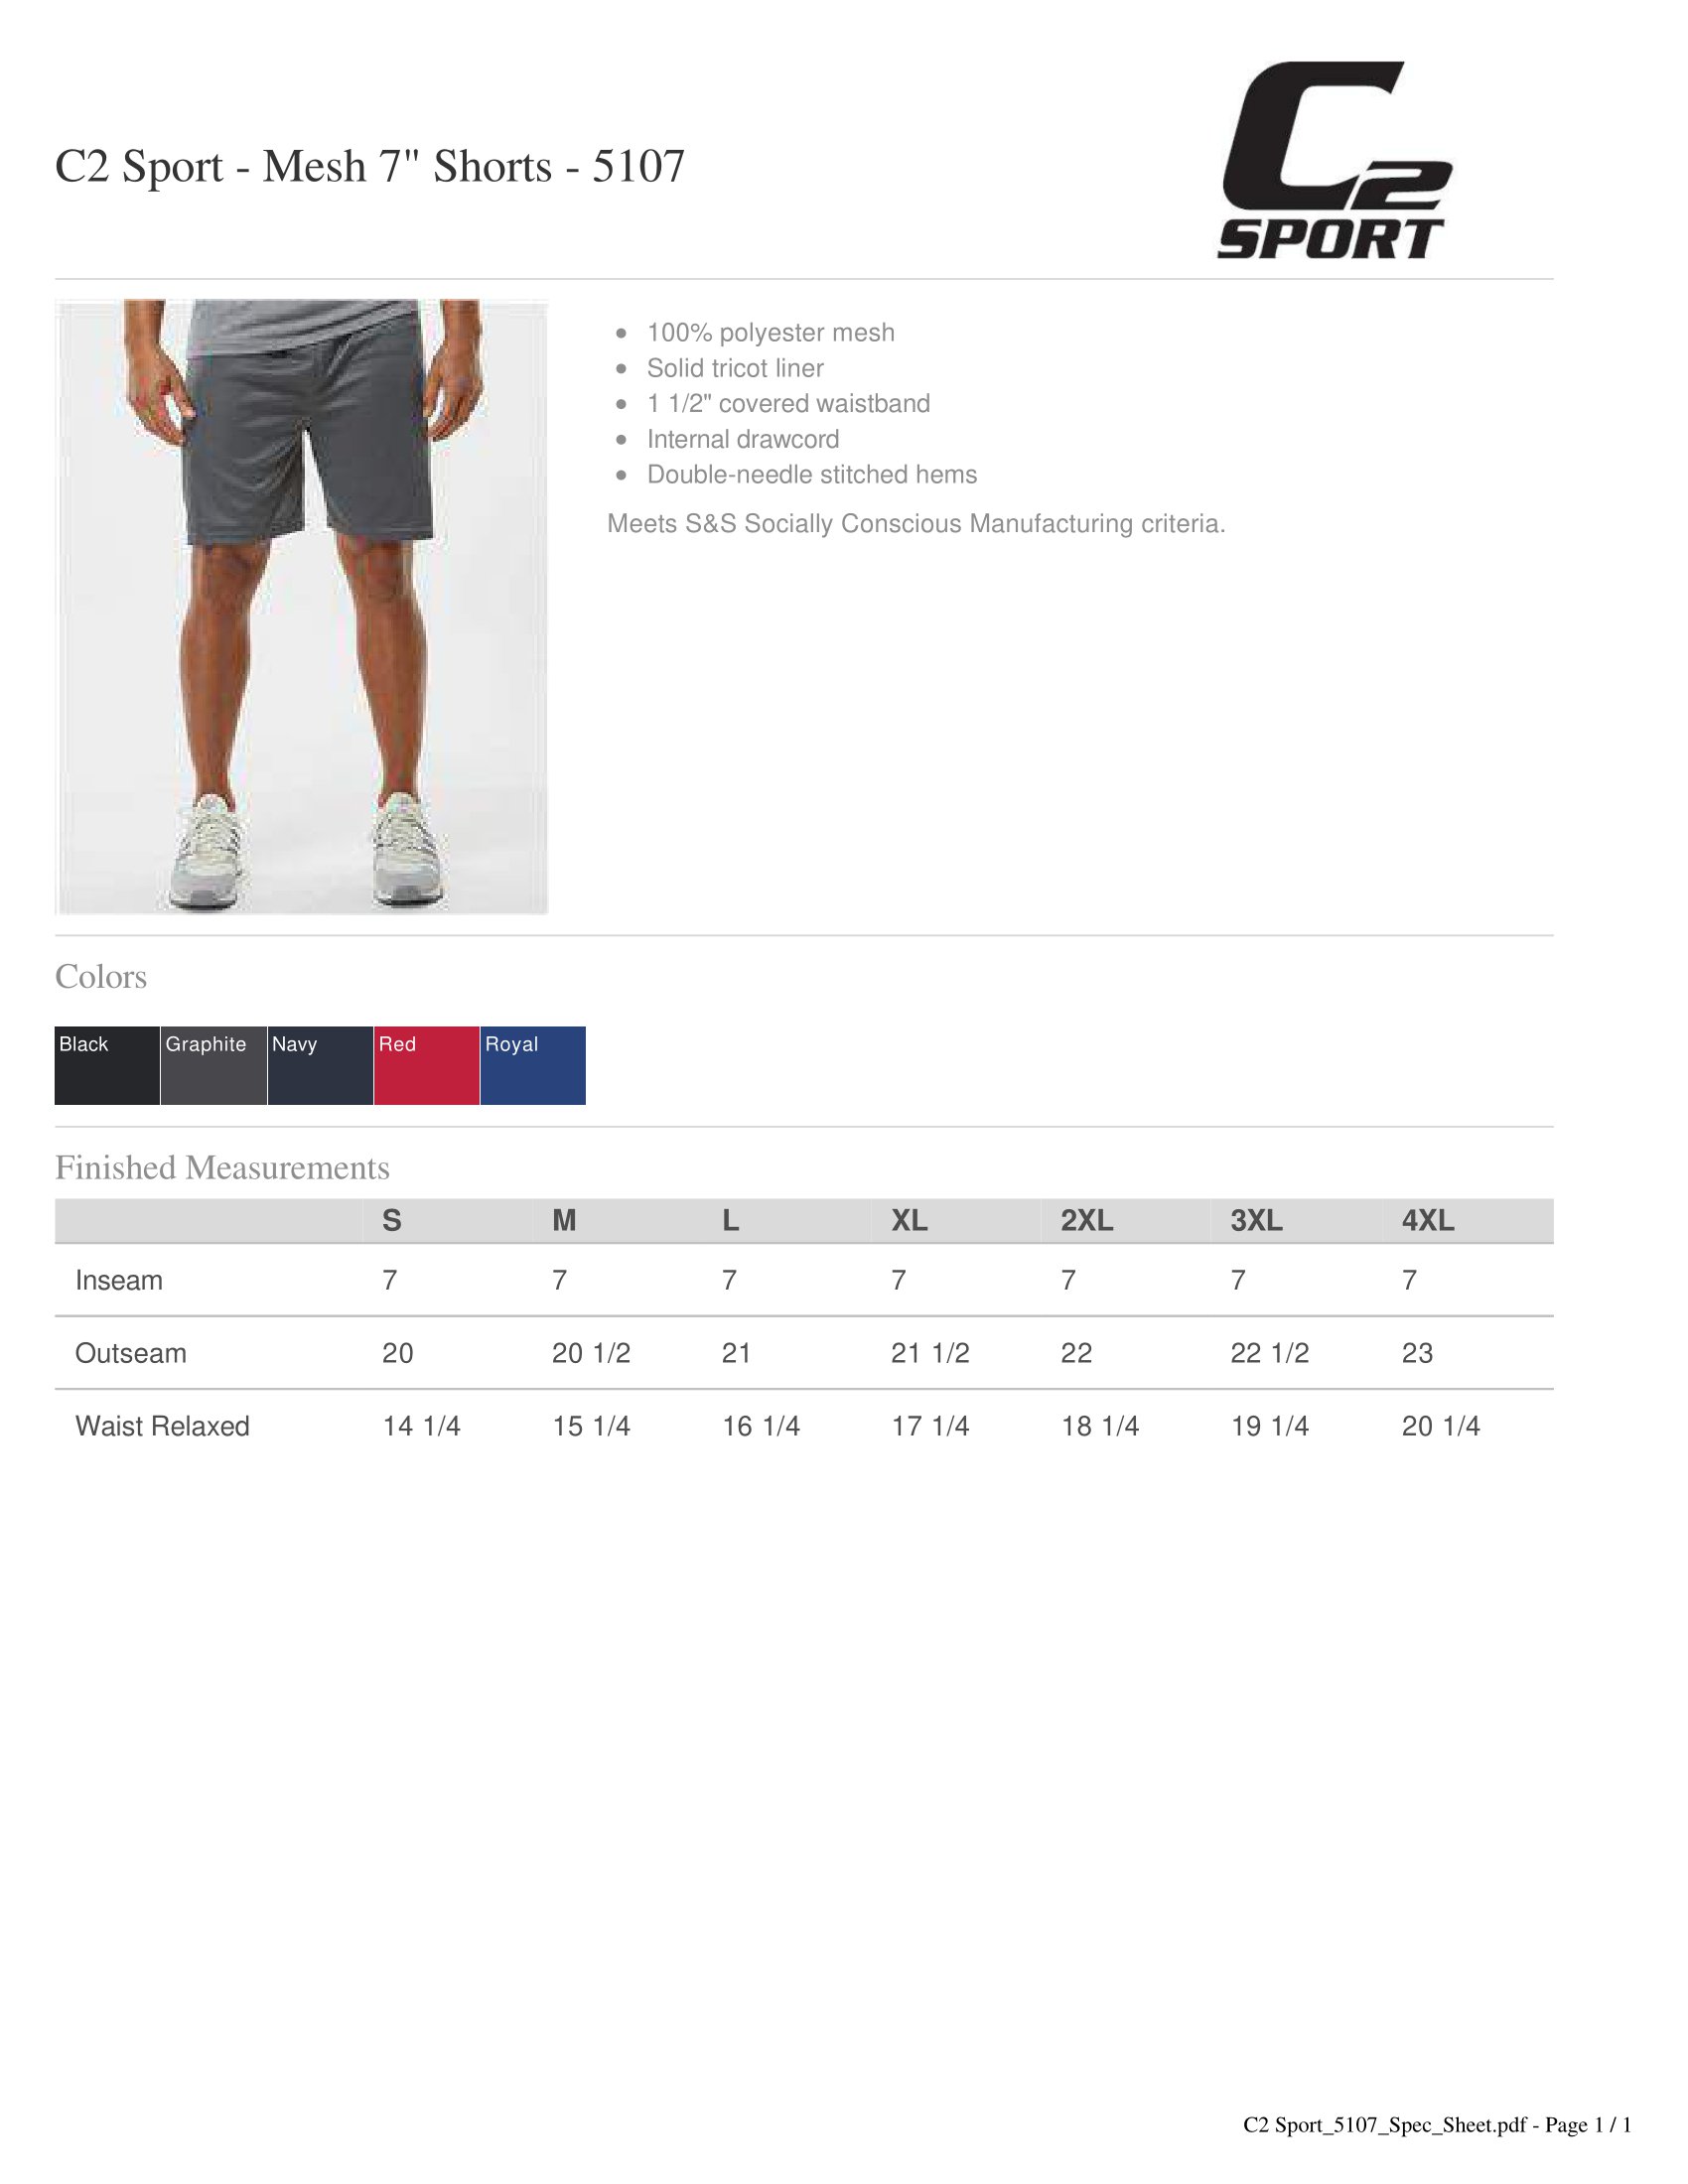 C2
SPORT
C2 Sport - Mesh 7" Shorts - 5107
100% polyester mesh
Solid tricot liner
1 1/2" covered waistband
Internal drawcord
Double-needle stitched hems
Meets S&S Socially Conscious Manufacturing criteria.
Colors
Black Graphite Navy Red Royal
Finished Measurements
S M L XL 2XL 3XL 4XL
Inseam 7 7 7 7 7 7 7
Outseam 20 20 1/2 21 21 1/2 22 22 1/2 23
Waist Relaxed 14 1/4 15 1/4 16 1/4 17 1/4 18 1/4 19 1/4 20 1/4
C2 Sport_5107_Spec_Sheet.pdf - Page 1 / 1